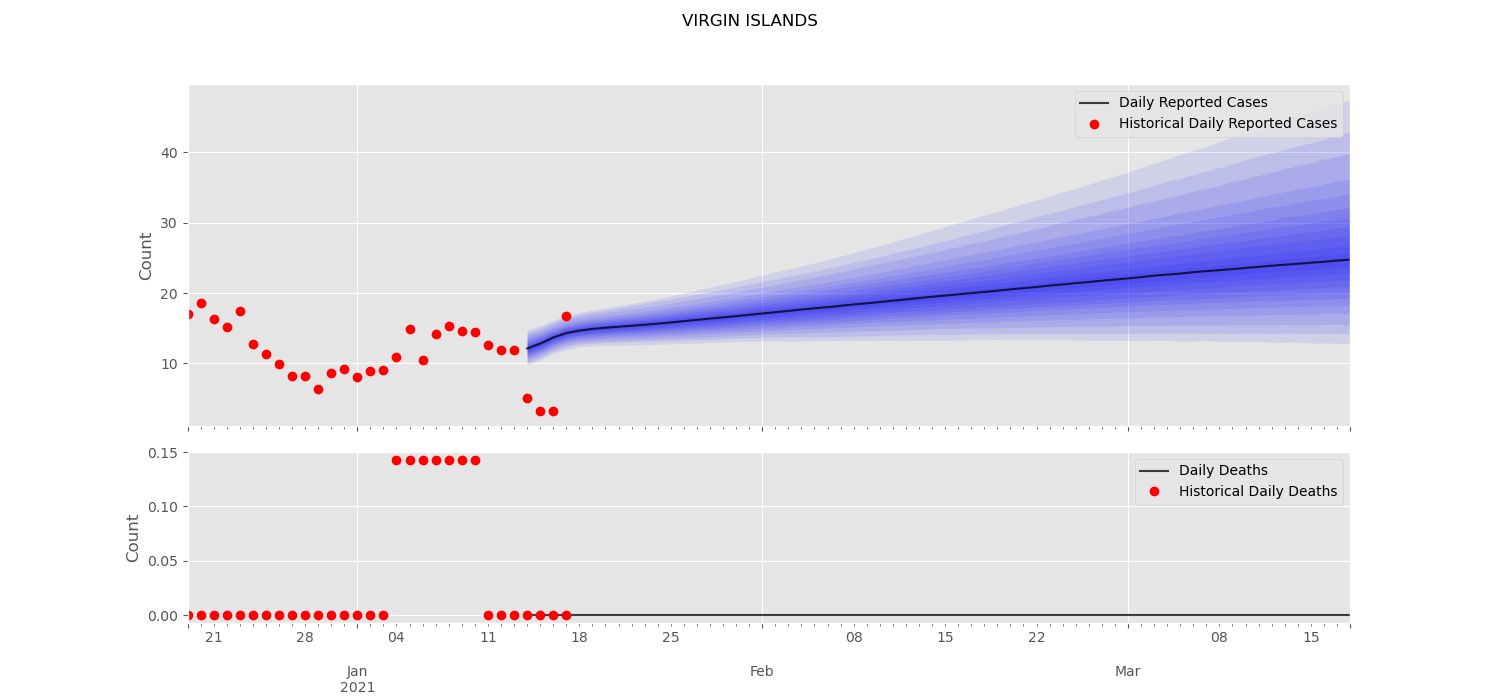 VIRGIN ISLANDS
Daily Reported Cases
Historical Daily Reported Cases
Count
40
30
20
10
Daily Deaths
Historical Daily Deaths
Count
0.15
0.10
0.05
0.00
21 28 04 11 18 25 08 15 22 08 15
Jan Feb Mar
2021